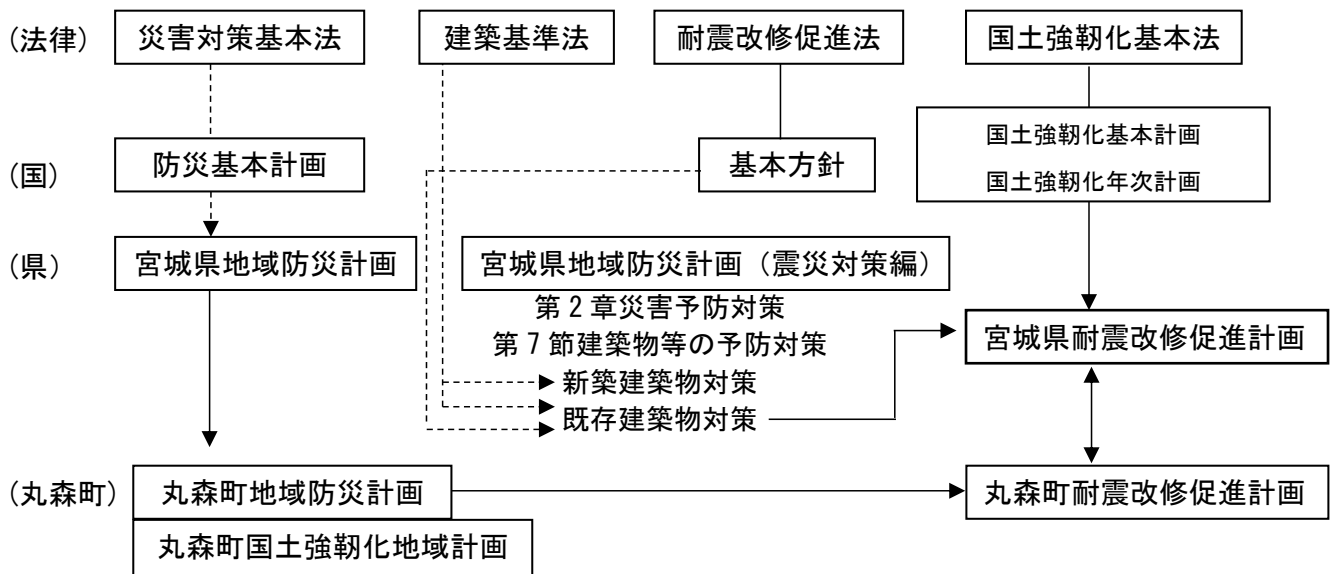 (法律) 災害対策基本法 建築基準法 耐震改修促進法 国土強靭化基本法
国土強靭化基本計画
(国) 防災基本計画 基本方針
国土強靭化年次計画
(県) 宮城県地域防災計画 宮城県地域防災計画（震災対策編）
第2章災害予防対策
第7節建築物等の予防対策
宮城県耐震改修促進計画
新築建築物対策
既存建築物対策
(丸森町) 丸森町地域防災計画 丸森町耐震改修促進計画
丸森町国土強靭化地域計画